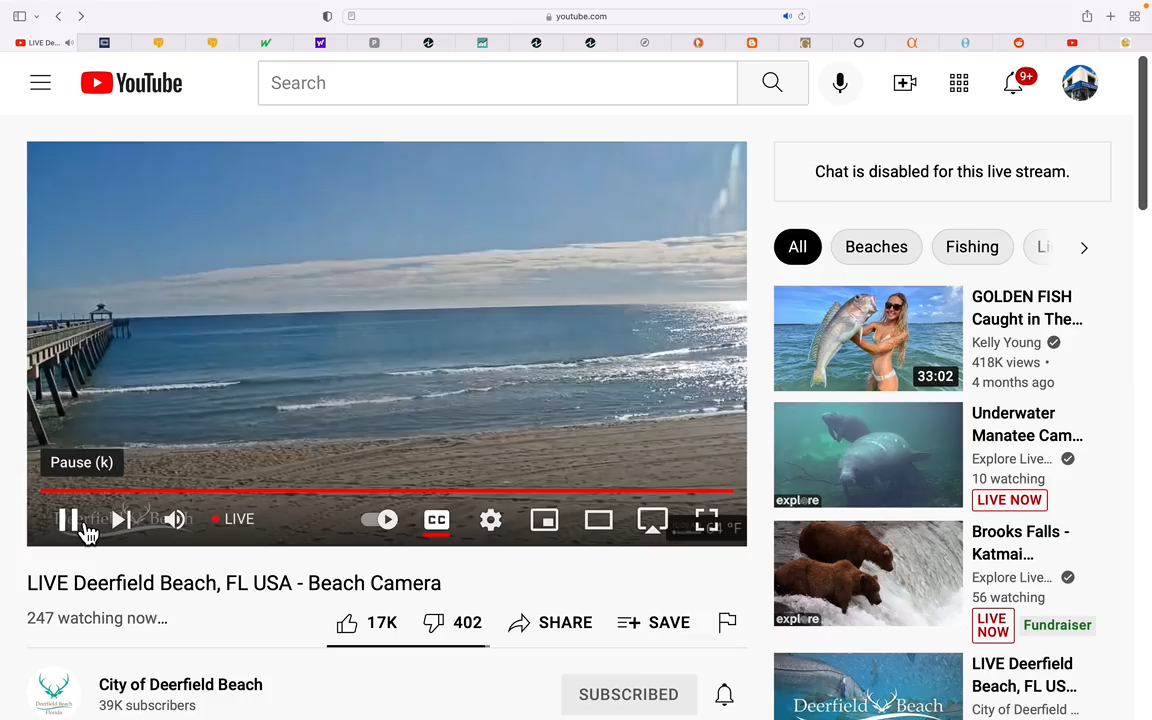 youtube.com
LIVE De...
YouTube
Search
9+
Chat is disabled for this live stream.
All
Beaches
Fishing
Li
GOLDEN FISH
Caught in The...
Kelly Young
418K views •
4 months ago
33:02
Underwater
Manatee Cam...
Explore Live...
10 watching
LIVE NOW
explore
Brooks Falls -
Katmai...
Explore Live...
56 watching
LIVE
NOW
Fundraiser
explore
LIVE Deerfield
Beach, FL US...
City of Deerfield ...
Deerfield Beach
Pause (k)
LIVE
CC
°F
LIVE Deerfield Beach, FL USA - Beach Camera
247 watching now...
17K
402
SHARE
SAVE
City of Deerfield Beach
39K subscribers
Deerfield Beach
Florida
SUBSCRIBED